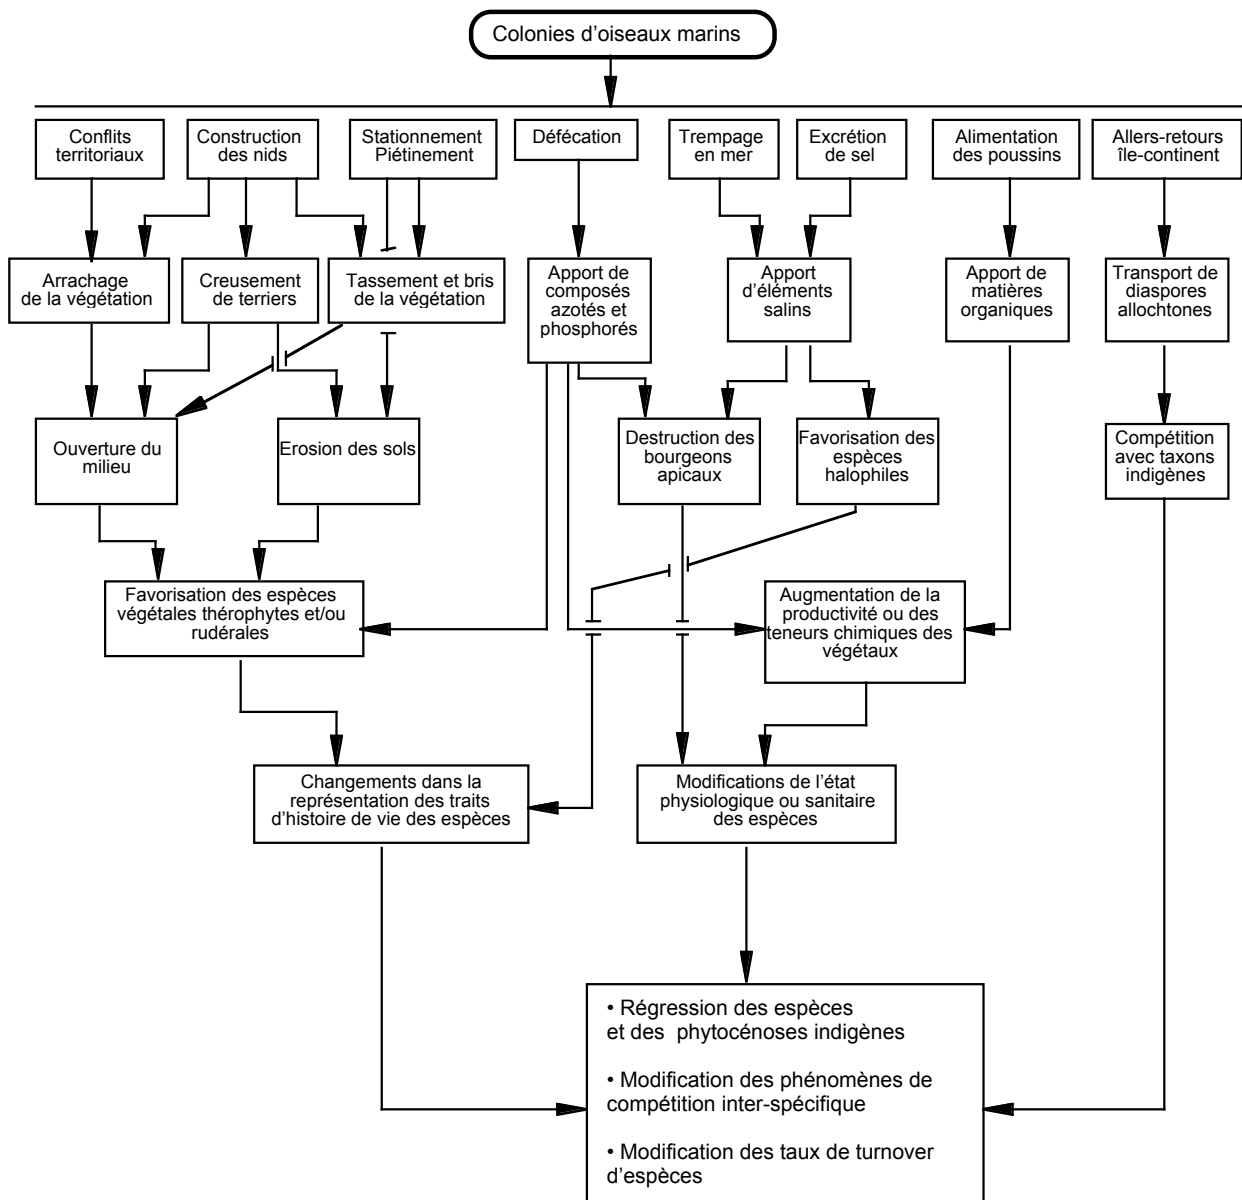 Colonies d'oiseaux marins
Conflits
territoriaux
Construction
des nids
Stationnement
Piétinement
Défécation
Trempage
en mer
Excrétion
de sel
Alimentation
des poussins
Allers-retours
île-continent
Arrachage
de la végétation
Creusement
de terriers
Tassement et bris
de la végétation
Apport de
composés
azotés et
phosphorés
Apport
d'éléments
salins
Apport de
matières
organiques
Transport de
diaspores
allochtones
Ouverture du
milieu
Erosion des sols
Destruction des
bourgeons
apicaux
Favorisation des
espèces
halophiles
Compétition
avec taxons
indigènes
Favorisation des espèces
végétales thérophytes et/ou
rudérales
Augmentation de la
productivité ou des
teneurs chimiques des
végétaux
Changements dans la
représentation des traits
d'histoire de vie des espèces
Modifications de l'état
physiologique ou sanitaire
des espèces
• Régression des espèces
et des phytocénoses indigènes
• Modification des phénomènes de
compétition inter-spécifique
• Modification des taux de turnover
d'espèces